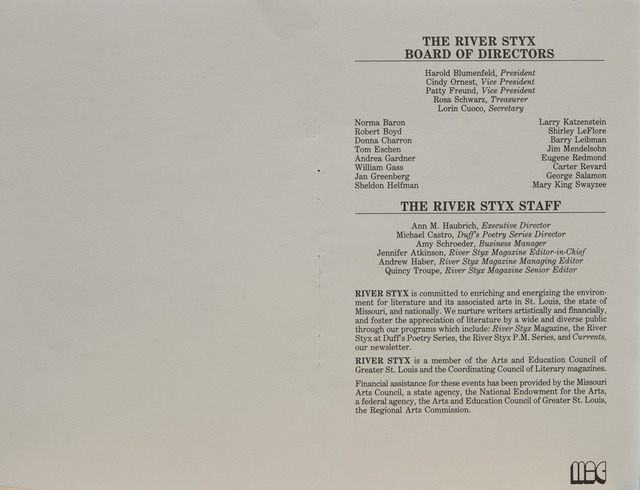 THE RIVER STYX
BOARD OF DIRECTORS
Harold Blumenfeld, President
Cindy Ornest, Vice President
Patty Freund, Vice President
Rosa Schwarz, Treasurer
Lorin Cuoco, Secretary
Norma Baron
Robert Boyd
Donna Charron
Tom Eschen
Andrea Gardner
William Gass
Jan Greenberg
Sheldon Helfman
Larry Katzenstein
Shirley LeFlore
Barry Leibman
Jim Mendelsohn
Eugene Redmond
Carter Revard
George Salamon
Mary King Swayzee
THE RIVER STYX STAFF
Ann M. Haubrich, Executive Director
Michael Castro, Duff's Poetry Series Director
Amy Schroeder, Business Manager
Jennifer Atkinson, River Styx Magazine Editor-in-Chief
Andrew Haber, River Styx Magazine Managing Editor
Quincy Troupe, River Styx Magazine Senior Editor
RIVER STYX is committed to enriching and energizing the environ-
ment for literature and its associated arts in St. Louis, the state of
Missouri, and nationally. We nurture writers artistically and financially,
and foster the appreciation of literature by a wide and diverse public
through our programs which include: River Styx Magazine, the River
Styx at Duff's Poetry Series, the River Styx P.M. Series, and Currents,
our newsletter.
RIVER STYX is a member of the Arts and Education Council of
Greater St. Louis and the Coordinating Council of Literary magazines.
Financial assistance for these events has been provided by the Missouri
Arts Council, a state agency, the National Endowment for the Arts,
a federal agency, the Arts and Education Council of Greater St. Louis,
the Regional Arts Commission.